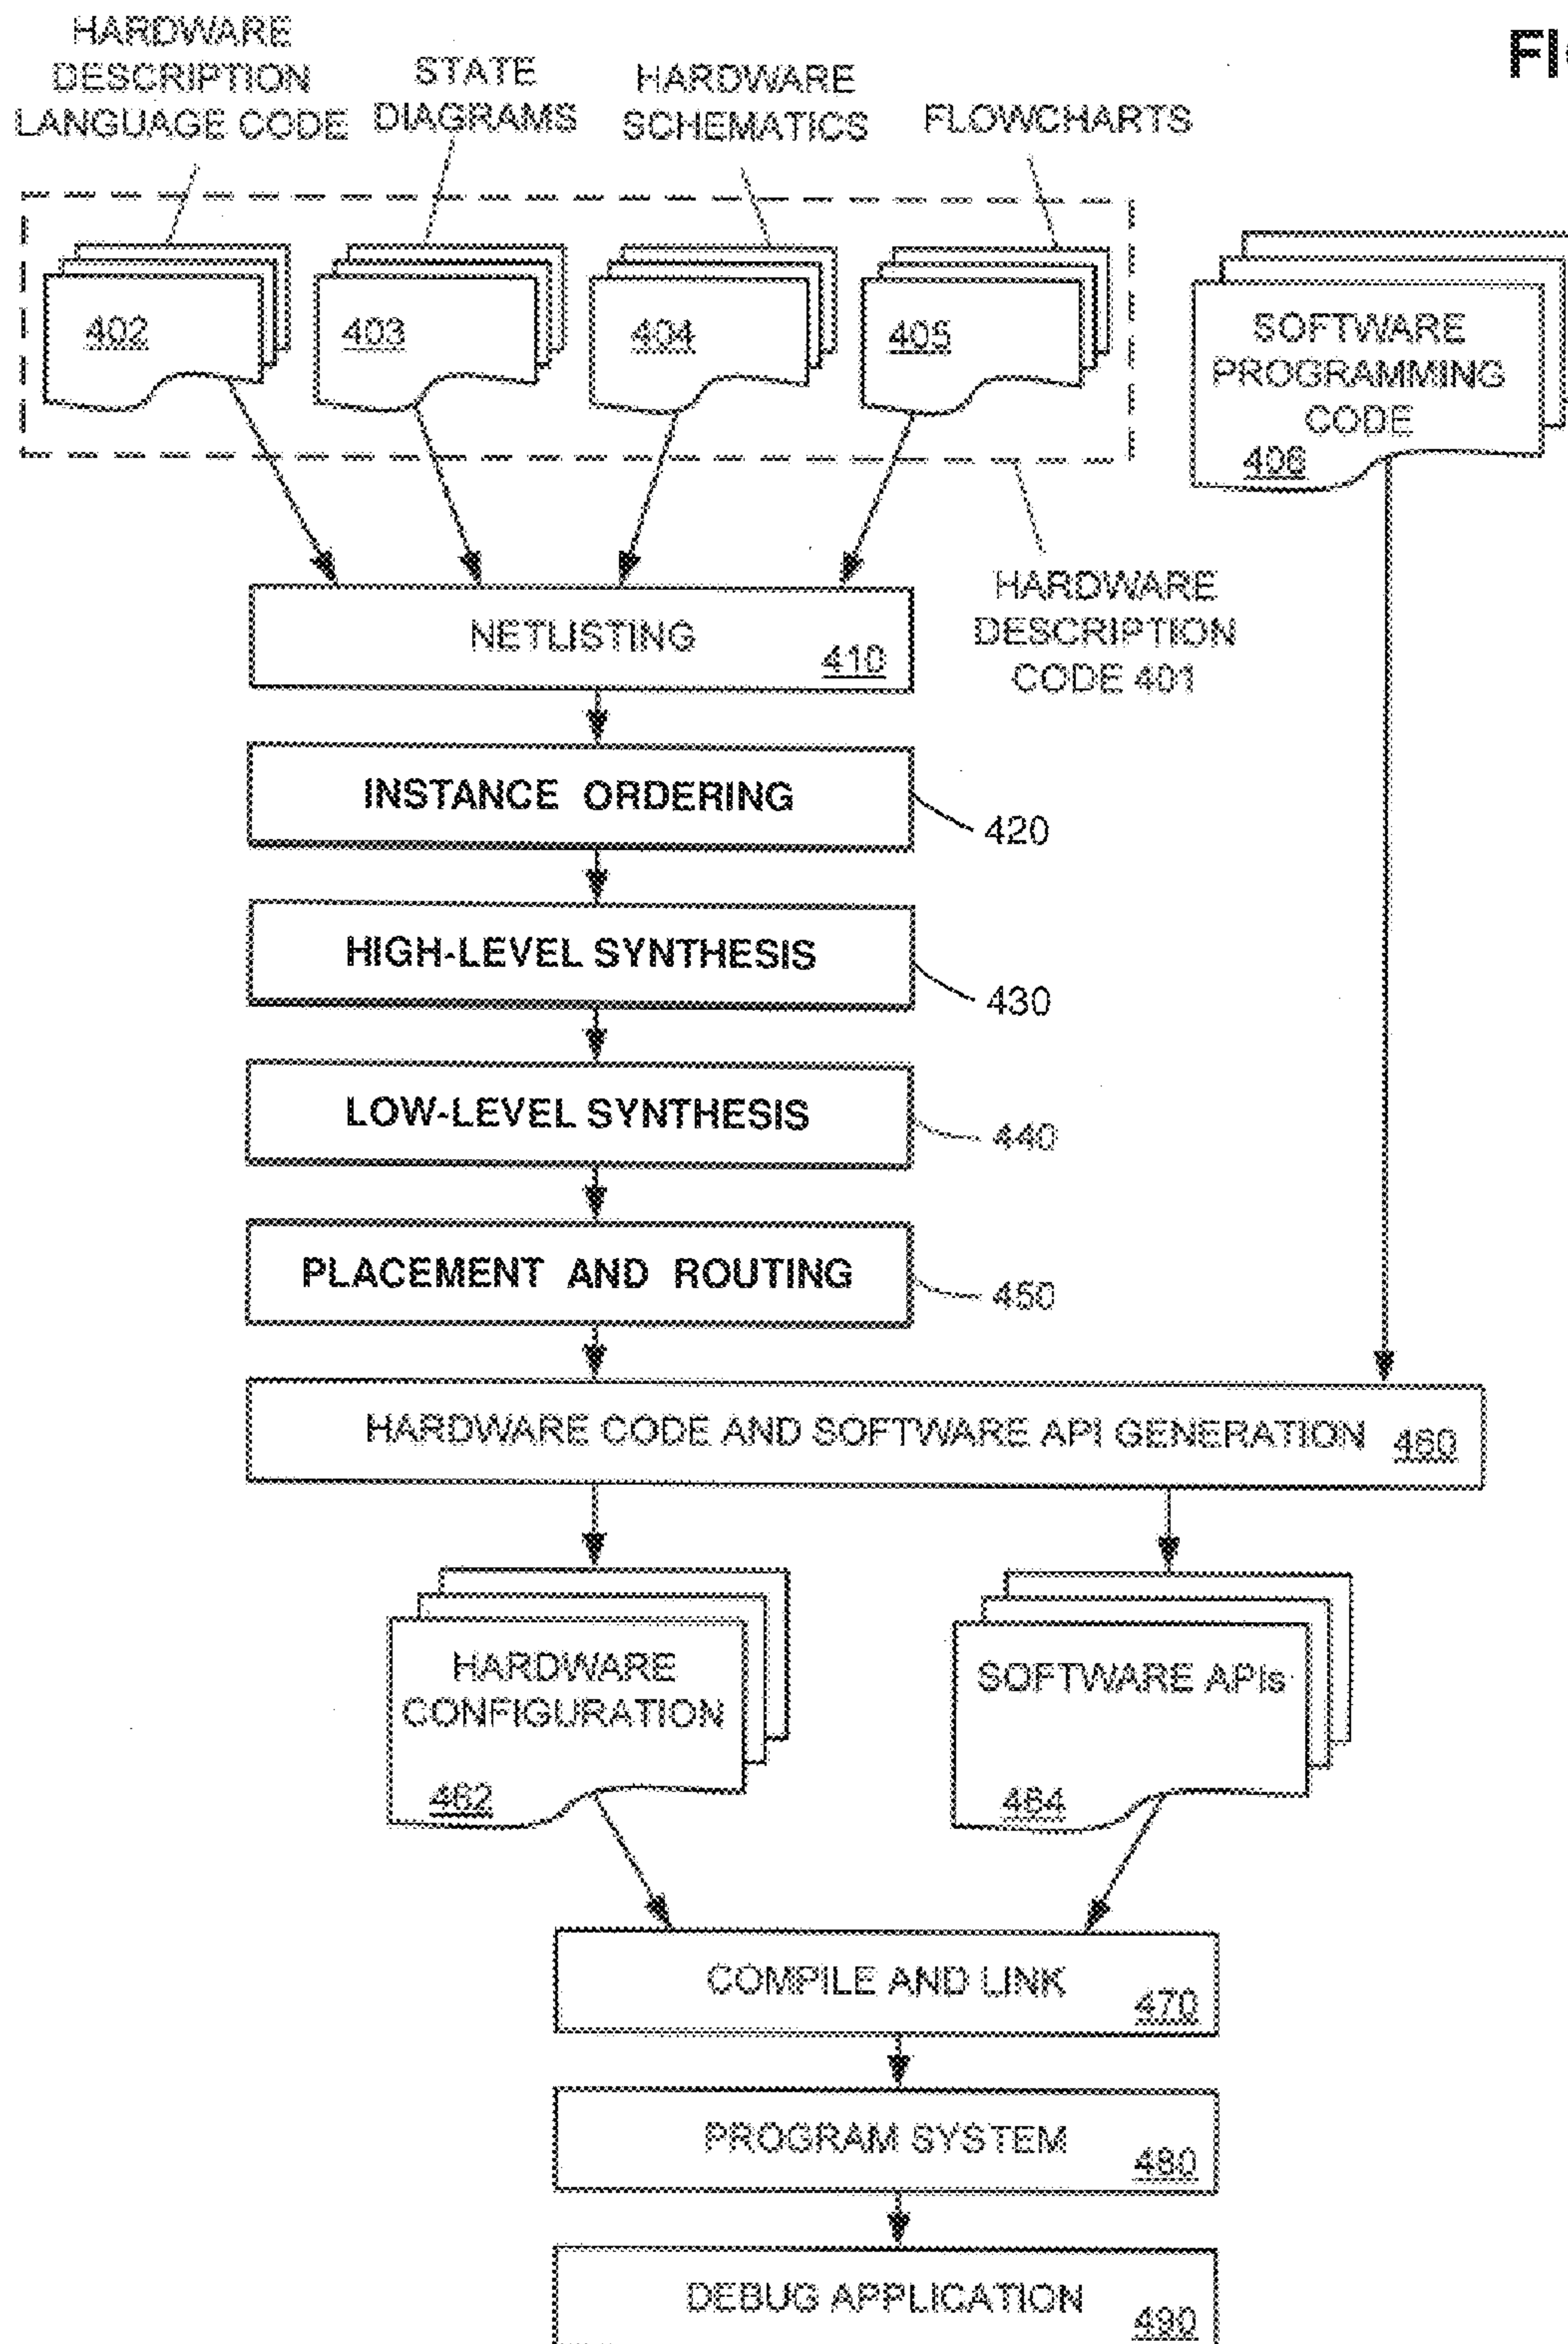 FI
HARDWARE
DESCRIPTION
LANGUAGE CODE
STATE
DIAGRAMS
HARDWARE
SCHEMATICS
FLOWCHARTS
402
403
404
405
SOFTWARE
PROGRAMMING
CODE
406
HARDWARE
DESCRIPTION
CODE 401
NETLISTING
410
INSTANCE ORDERING
420
HIGH-LEVEL SYNTHESIS
430
LOW-LEVEL SYNTHESIS
440
PLACEMENT AND ROUTING
450
HARDWARE CODE AND SOFTWARE API GENERATION 460
HARDWARE
CONFIGURATION
462
SOFTWARE APIs
464
COMPILE AND LINK
470
PROGRAM SYSTEM
480
DEBUG APPLICATION
490